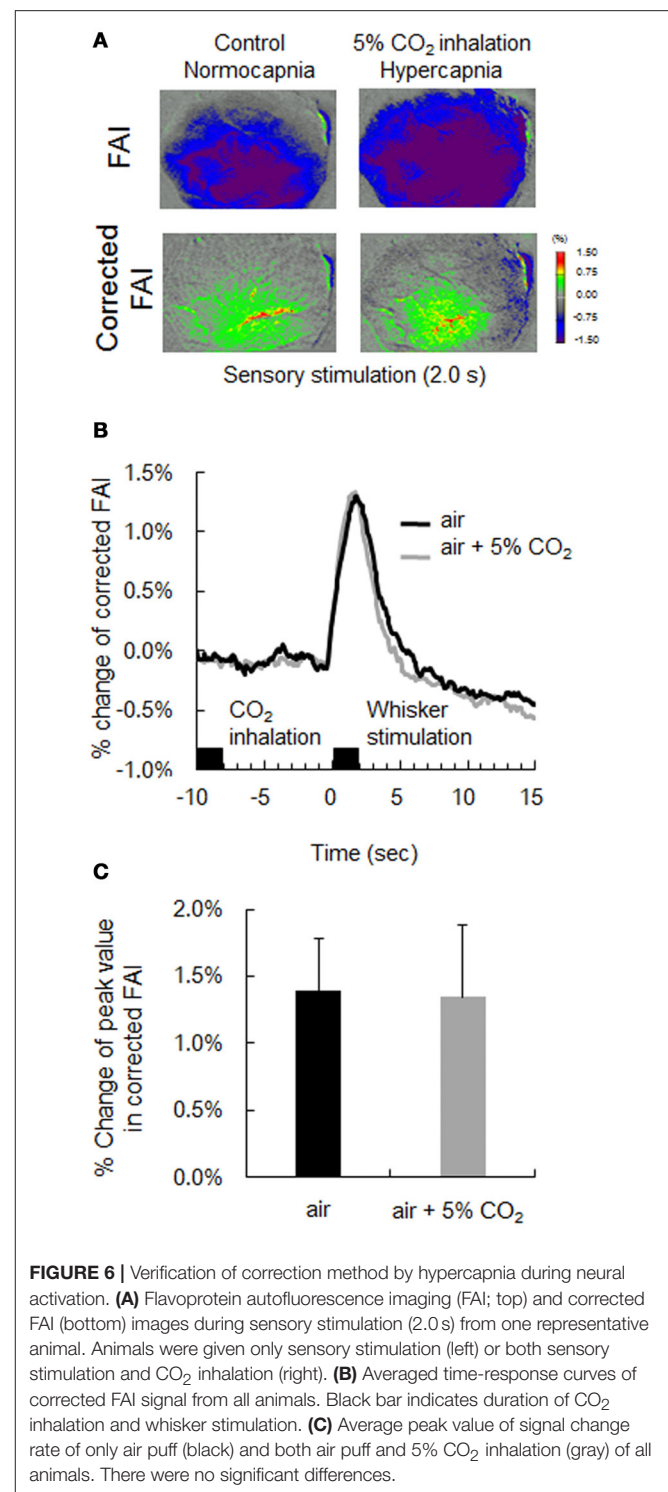 A
Control
Normocapnia
5% CO₂ inhalation
Hypercapnia
FAI
Corrected
FAI
(%)
1.50
0.75
0.00
-0.75
-1.50
Sensory stimulation (2.0 s)
B
% change of corrected FAI
1.5%
1.0%
0.5%
0.0%
-0.5%
-1.0%
air
air + 5% CO₂
CO₂
inhalation
Whisker
stimulation
-10 -5 0 5 10 15
Time (sec)
C
% Change of peak value
in corrected FAI
2.0%
1.5%
1.0%
0.5%
0.0%
air
air + 5% CO₂
FIGURE 6 | Verification of correction method by hypercapnia during neural
activation. (A) Flavoprotein autofluorescence imaging (FAI; top) and corrected
FAI (bottom) images during sensory stimulation (2.0 s) from one representative
animal. Animals were given only sensory stimulation (left) or both sensory
stimulation and CO₂ inhalation (right). (B) Averaged time-response curves of
corrected FAI signal from all animals. Black bar indicates duration of CO₂
inhalation and whisker stimulation. (C) Average peak value of signal change
rate of only air puff (black) and both air puff and 5% CO₂ inhalation (gray) of all
animals. There were no significant differences.